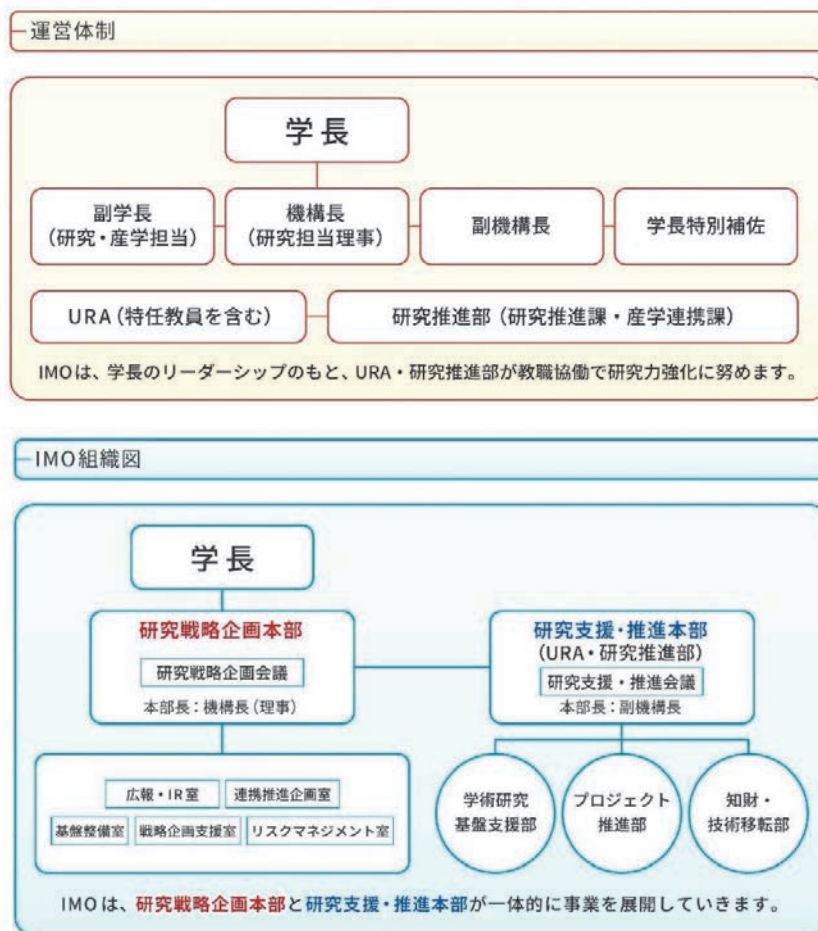 運営体制
学長
副学長
（研究・産学担当）
機構長
（研究担当理事）
副機構長
学長特別補佐
URA（特任教員を含む）
研究推進部（研究推進課・産学連携課）
IMOは、学長のリーダーシップのもと、URA・研究推進部が教職協働で研究力強化に努めます。
IMO組織図
学長
研究戦略企画本部
研究戦略企画会議
本部長：機構長（理事）
研究支援・推進本部
（URA・研究推進部）
研究支援・推進会議
本部長：副機構長
広報・IR室
連携推進企画室
基盤整備室
戦略企画支援室
リスクマネジメント室
学術研究
基盤支援部
プロジェクト
推進部
知財・
技術移転部
IMOは、研究戦略企画本部と研究支援・推進本部が一体的に事業を展開していきます。